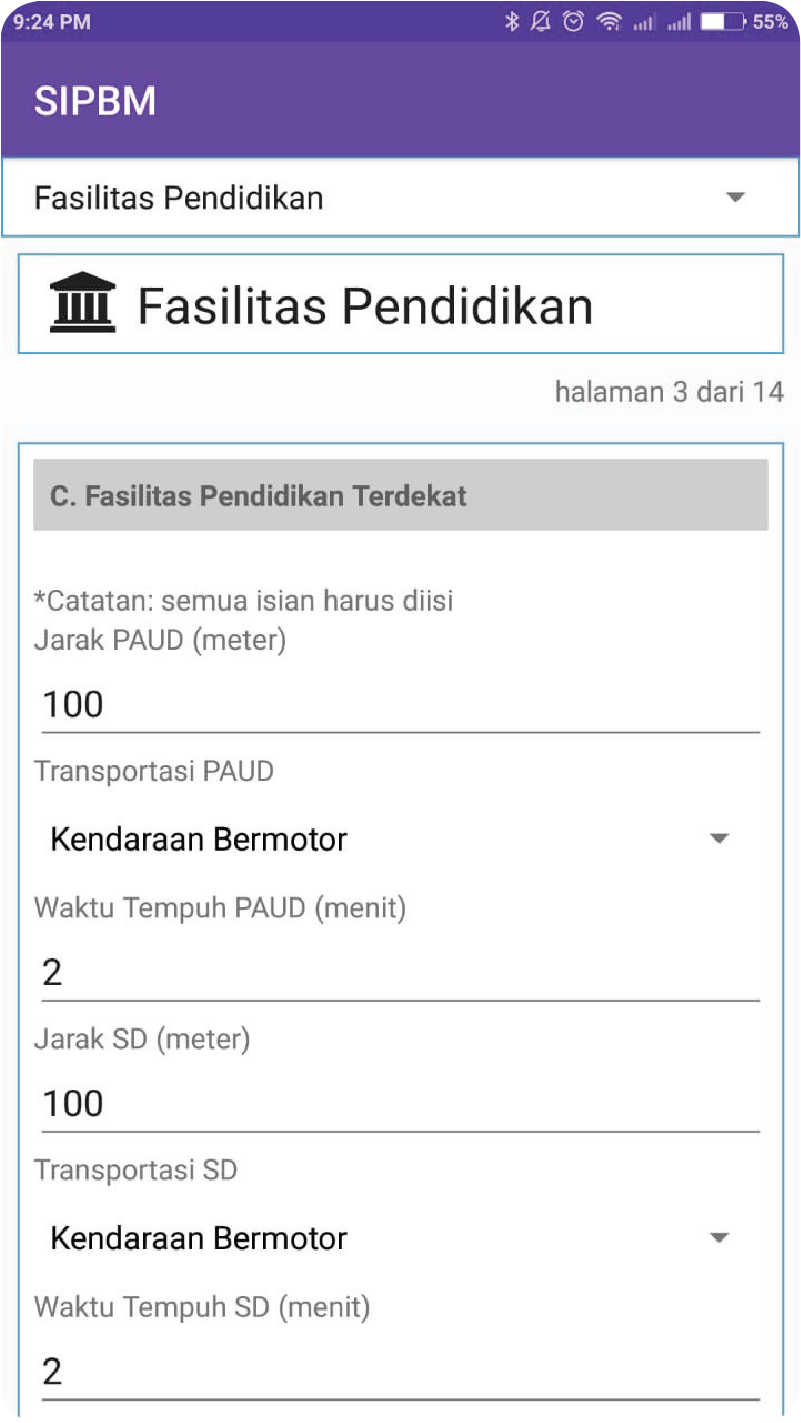 9:24 PM 55%
SIPBM
Fasilitas Pendidikan
Fasilitas Pendidikan
halaman 3 dari 14
C. Fasilitas Pendidikan Terdekat
*Catatan: semua isian harus diisi
Jarak PAUD (meter)
100
Transportasi PAUD
Kendaraan Bermotor
Waktu Tempuh PAUD (menit)
2
Jarak SD (meter)
100
Transportasi SD
Kendaraan Bermotor
Waktu Tempuh SD (menit)
2